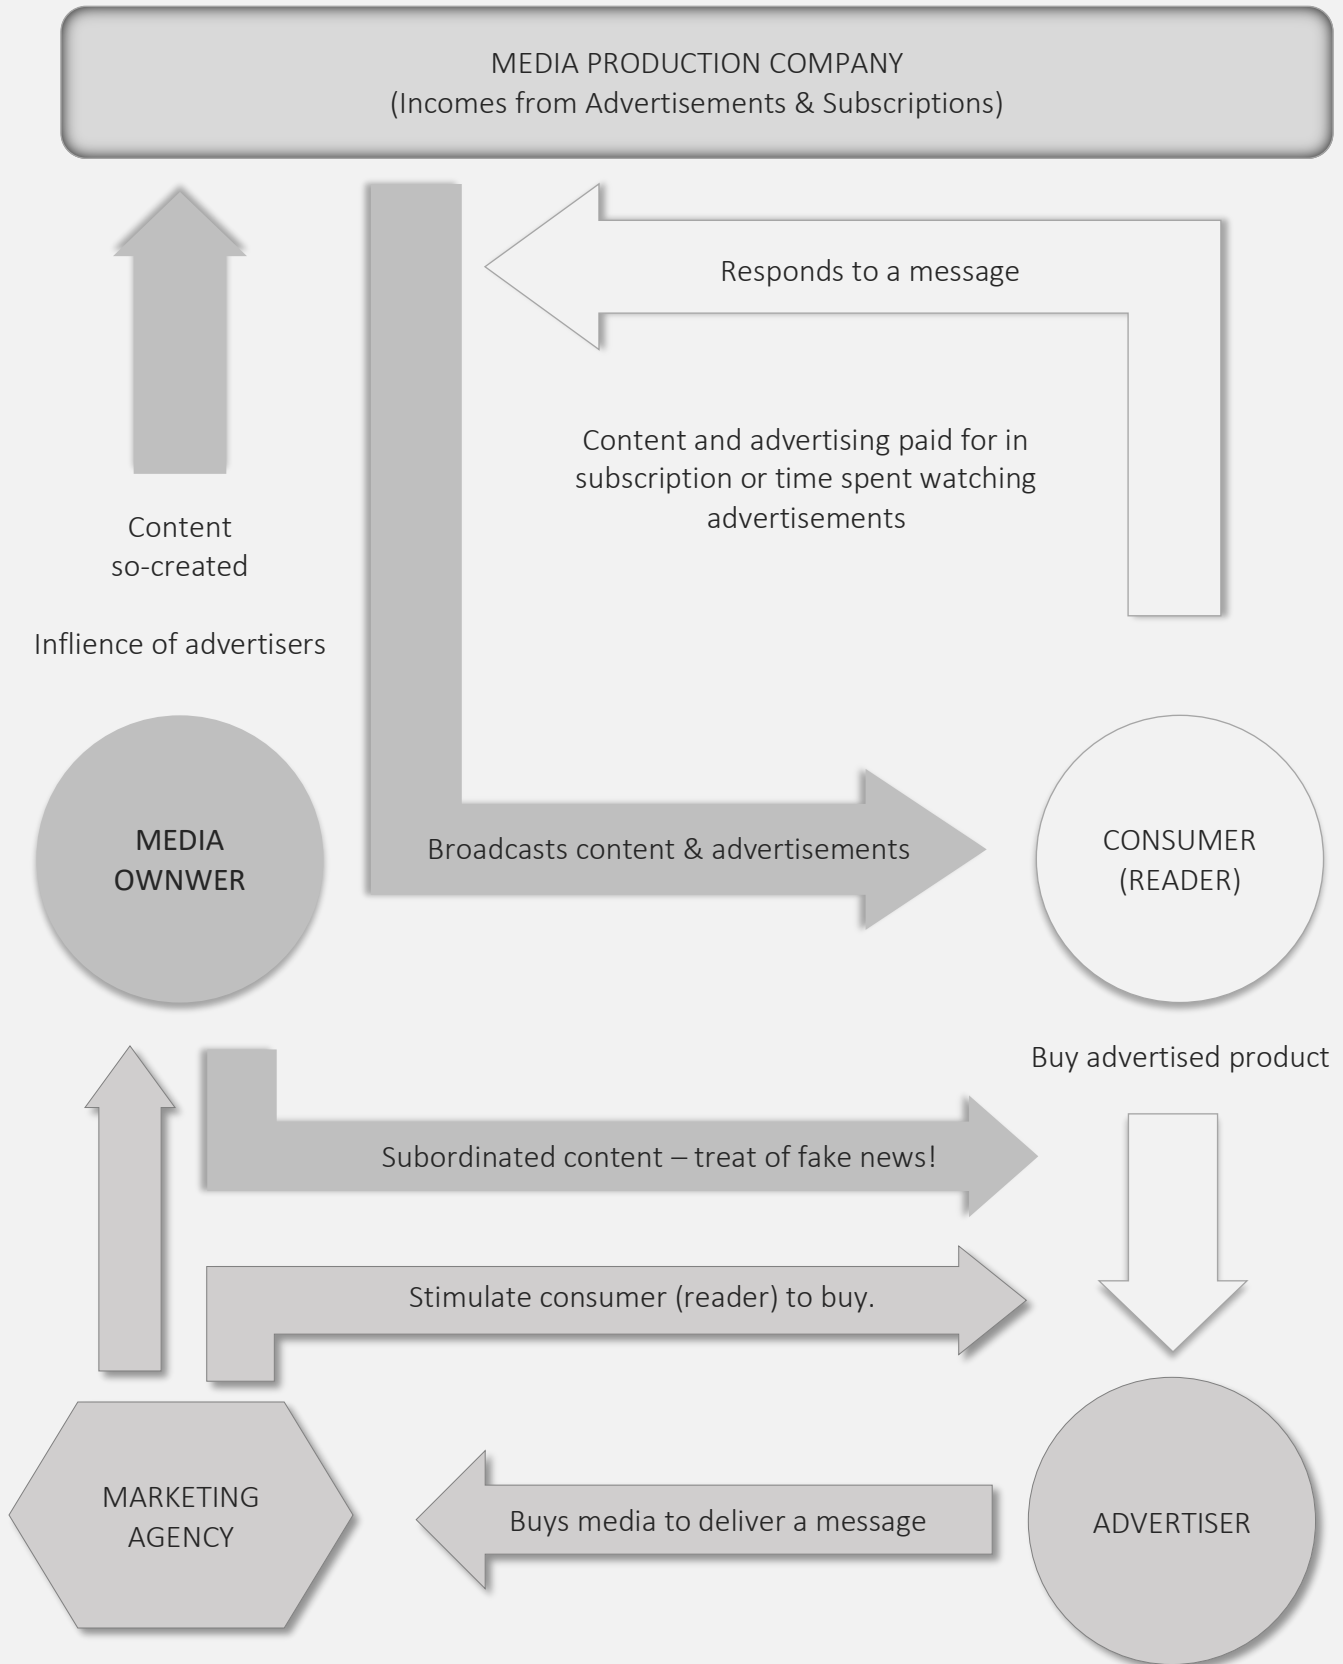 MEDIA PRODUCTION COMPANY
(Incomes from Advertisements & Subscriptions)
Responds to a message
Content and advertising paid for in
subscription or time spent watching
advertisements
Content
so-created
Inflience of advertisers
MEDIA
OWNWER
Broadcasts content & advertisements
CONSUMER
(READER)
Buy advertised product
Subordinated content – treat of fake news!
Stimulate consumer (reader) to buy.
MARKETING
AGENCY
Buys media to deliver a message
ADVERTISER